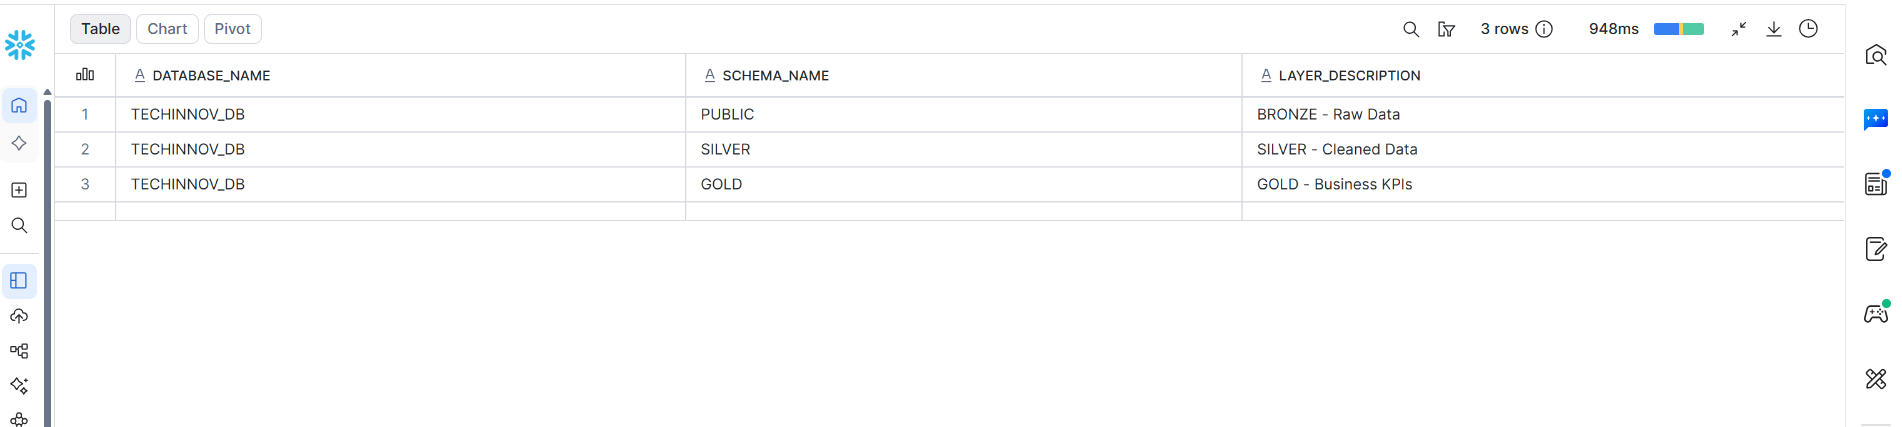 Table Chart Pivot 3 rows 948ms
A DATABASE_NAME A SCHEMA_NAME A LAYER_DESCRIPTION
1 TECHINNOV_DB PUBLIC BRONZE - Raw Data
2 TECHINNOV_DB SILVER SILVER - Cleaned Data
3 TECHINNOV_DB GOLD GOLD - Business KPIs